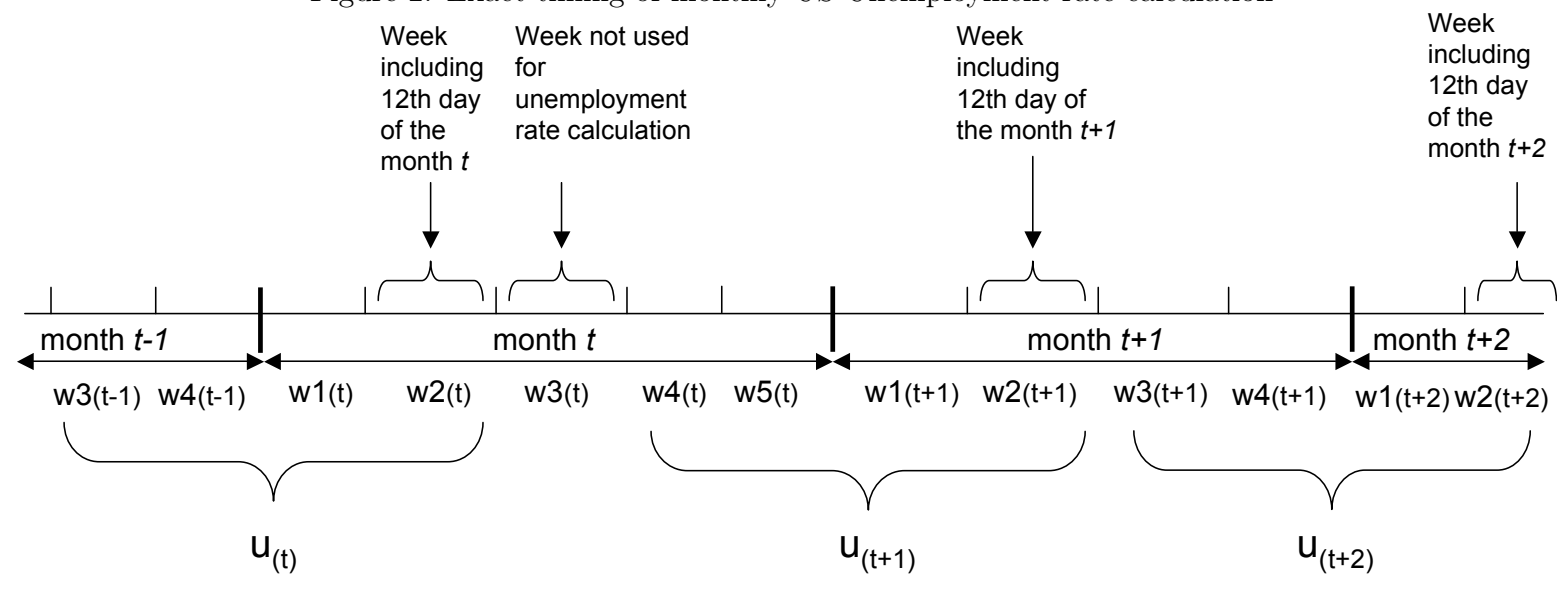 Figure 1: Exact timing of monthly US Unemployment rate calculation
Week
including
12th day
of the
month t
Week not used
for
unemployment
rate calculation
Week
including
12th day of
the month t+1
Week
including
12th day
of the
month t+2
month t-1
month t
month t+1
month t+2
w3(t-1) w4(t-1) w1(t) w2(t) w3(t) w4(t) w5(t) w1(t+1) w2(t+1) w3(t+1) w4(t+1) w1(t+2) w2(t+2)
u(t)
u(t+1)
u(t+2)